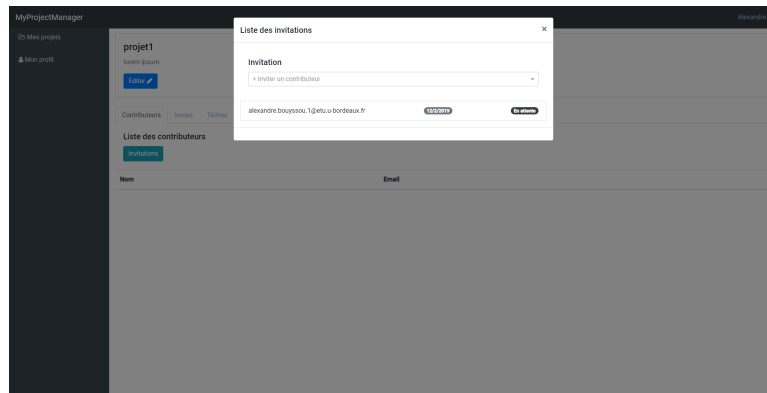 MyProjectManager
Alexandre
Mes projets
Mon profil
projet1
lorem ipsum
Editer
Contributeurs Issues Tâches
Liste des contributeurs
Invitations
Nom Email
Liste des invitations ×
Invitation
+ Inviter un contributeur
alexandre.bouyssou.1@etu.u-bordeaux.fr 12/2/2019 En attente